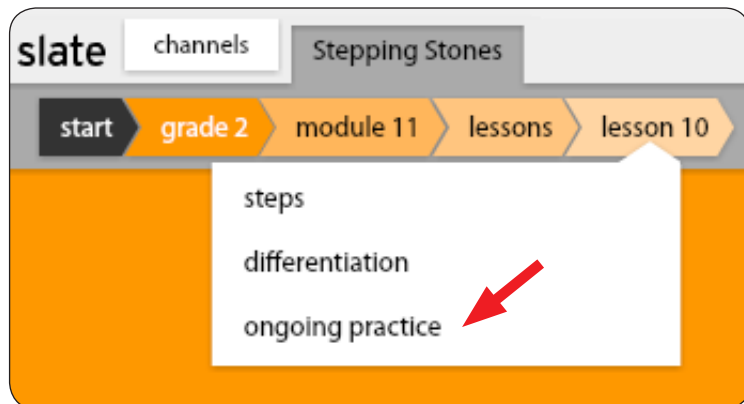 slate channels Stepping Stones
start grade 2 module 11 lessons lesson 10
steps
differentiation
ongoing practice